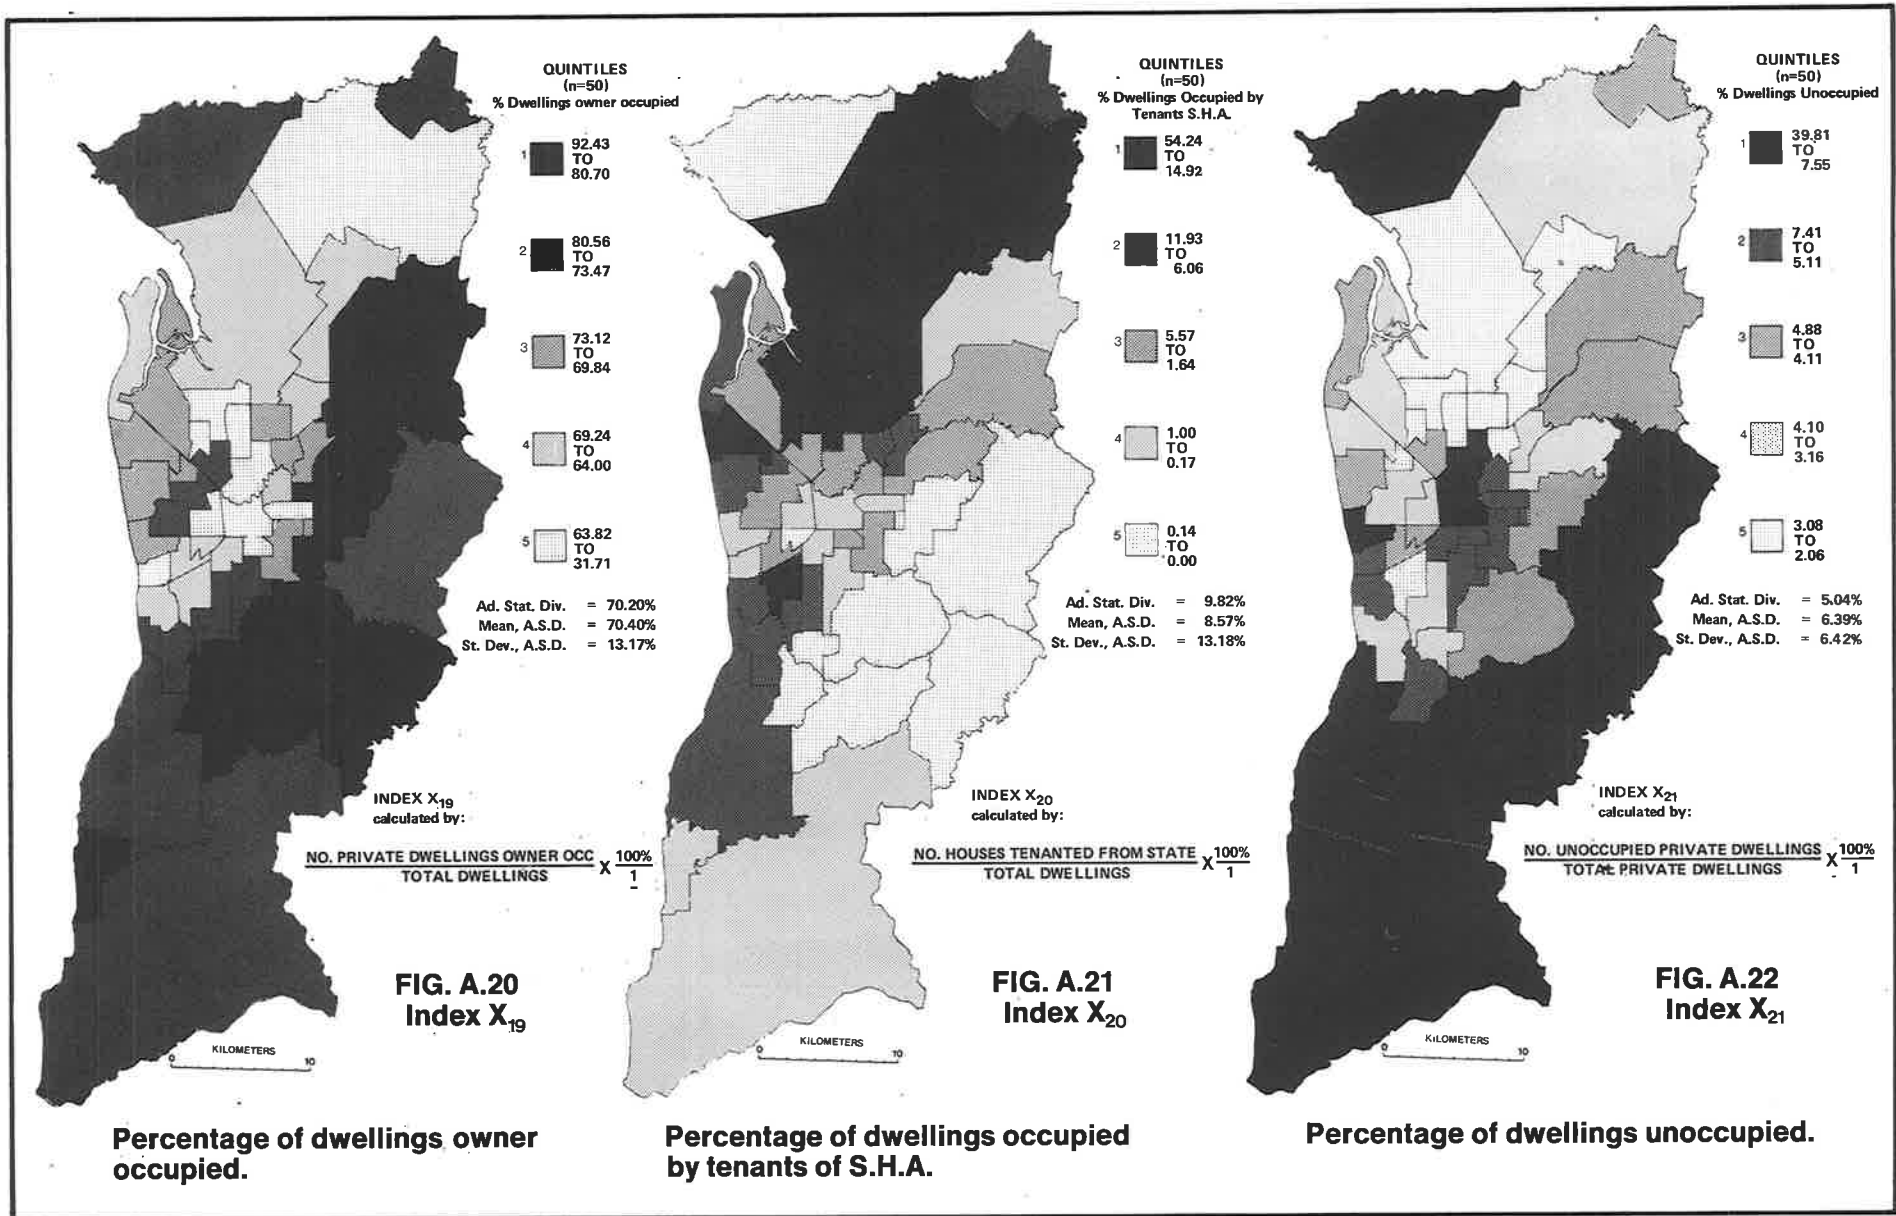 QUINTILES
(n=50)
% Dwellings owner occupied
1
92.43
TO
80.70
2
80.56
TO
73.47
3
73.12
TO
69.84
4
69.24
TO
64.00
5
63.82
TO
31.71
Ad. Stat. Div. = 70.20%
Mean, A.S.D. = 70.40%
St. Dev., A.S.D. = 13.17%
INDEX X19
calculated by:
NO. PRIVATE DWELLINGS OWNER OCC X 100%
TOTAL DWELLINGS 1
FIG. A.20
Index X19
0 KILOMETERS 10
Percentage of dwellings owner
occupied.
QUINTILES
(n=50)
% Dwellings Occupied by
Tenants S.H.A.
1
54.24
TO
14.92
2
11.93
TO
6.06
3
5.57
TO
1.64
4
1.00
TO
0.17
5
0.14
TO
0.00
Ad. Stat. Div. = 9.82%
Mean, A.S.D. = 8.57%
St. Dev., A.S.D. = 13.18%
INDEX X20
calculated by:
NO. HOUSES TENANTED FROM STATE X 100%
TOTAL DWELLINGS 1
FIG. A.21
Index X20
0 KILOMETERS 10
Percentage of dwellings occupied
by tenants of S.H.A.
QUINTILES
(n=50)
% Dwellings Unoccupied
1
39.81
TO
7.55
2
7.41
TO
5.11
3
4.88
TO
4.11
4
4.10
TO
3.16
5
3.08
TO
2.06
Ad. Stat. Div. = 5.04%
Mean, A.S.D. = 6.39%
St. Dev., A.S.D. = 6.42%
INDEX X21
calculated by:
NO. UNOCCUPIED PRIVATE DWELLINGS X 100%
TOTAL PRIVATE DWELLINGS 1
FIG. A.22
Index X21
0 KILOMETERS 10
Percentage of dwellings unoccupied.